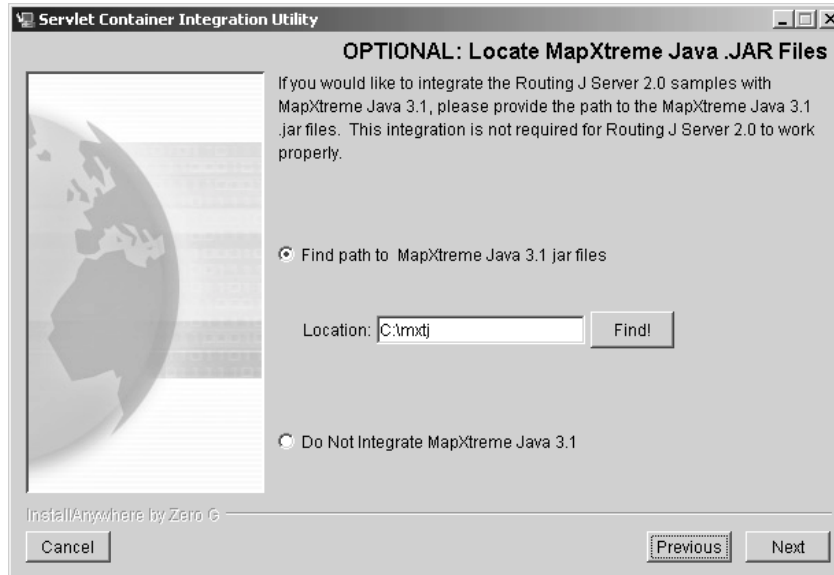 Servlet Container Integration Utility
OPTIONAL: Locate MapXtreme Java .JAR Files
If you would like to integrate the Routing J Server 2.0 samples with
MapXtreme Java 3.1, please provide the path to the MapXtreme Java 3.1
.jar files. This integration is not required for Routing J Server 2.0 to work
properly.
Find path to MapXtreme Java 3.1 jar files
Location: C:\mxtj Find!
Do Not Integrate MapXtreme Java 3.1
InstallAnywhere by Zero G
Cancel Previous Next